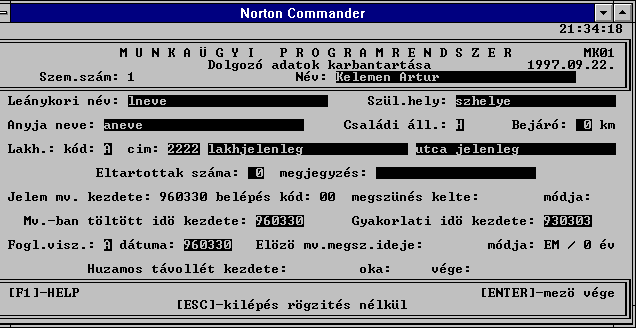 Norton Commander
21:34:18
MUNKAÜGYI PROGRAMRENDSZER MK01
Dolgozó adatok karbantartása 1997.09.22.
Szem.szám: 1 Név: Kelemen Artur
Leánykori név: lneve Szül.hely: szhelye
Anyja neve: aneve Családi áll.: H Bejáró: 0 km
Lakh.: kód: A cim: 2222 lakhjelenleg utca jelenleg
Eltartottak száma: 0 megjegyzés:
Jelem mv. kezdete: 960330 belépés kód: 00 megszünés kelte: módja:
Mv.-ban töltött idö kezdete: 960330 Gyakorlati idö kezdete: 930303
Fogl.visz.: A dátuma: 960330 Elözö mv.megsz.ideje: módja: EM / 0 év
Huzamos távollét kezdete: oka: vége:
[F1]-HELP [ENTER]-mezö vége
[ESC]-kilépés rögzités nélkül